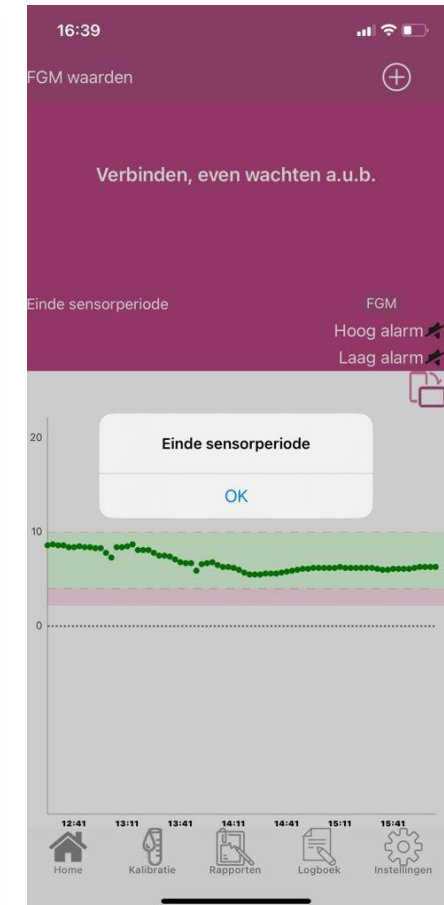 16:39
FGM waarden
Verbinden, even wachten a.u.b.
Einde sensorperiode
FGM
Hoog alarm
Laag alarm
20
Einde sensorperiode
OK
10
0
12:41 13:11 13:41 14:11 14:41 15:11 15:41
Home Kalibratie Rapporten Logboek Instellingen